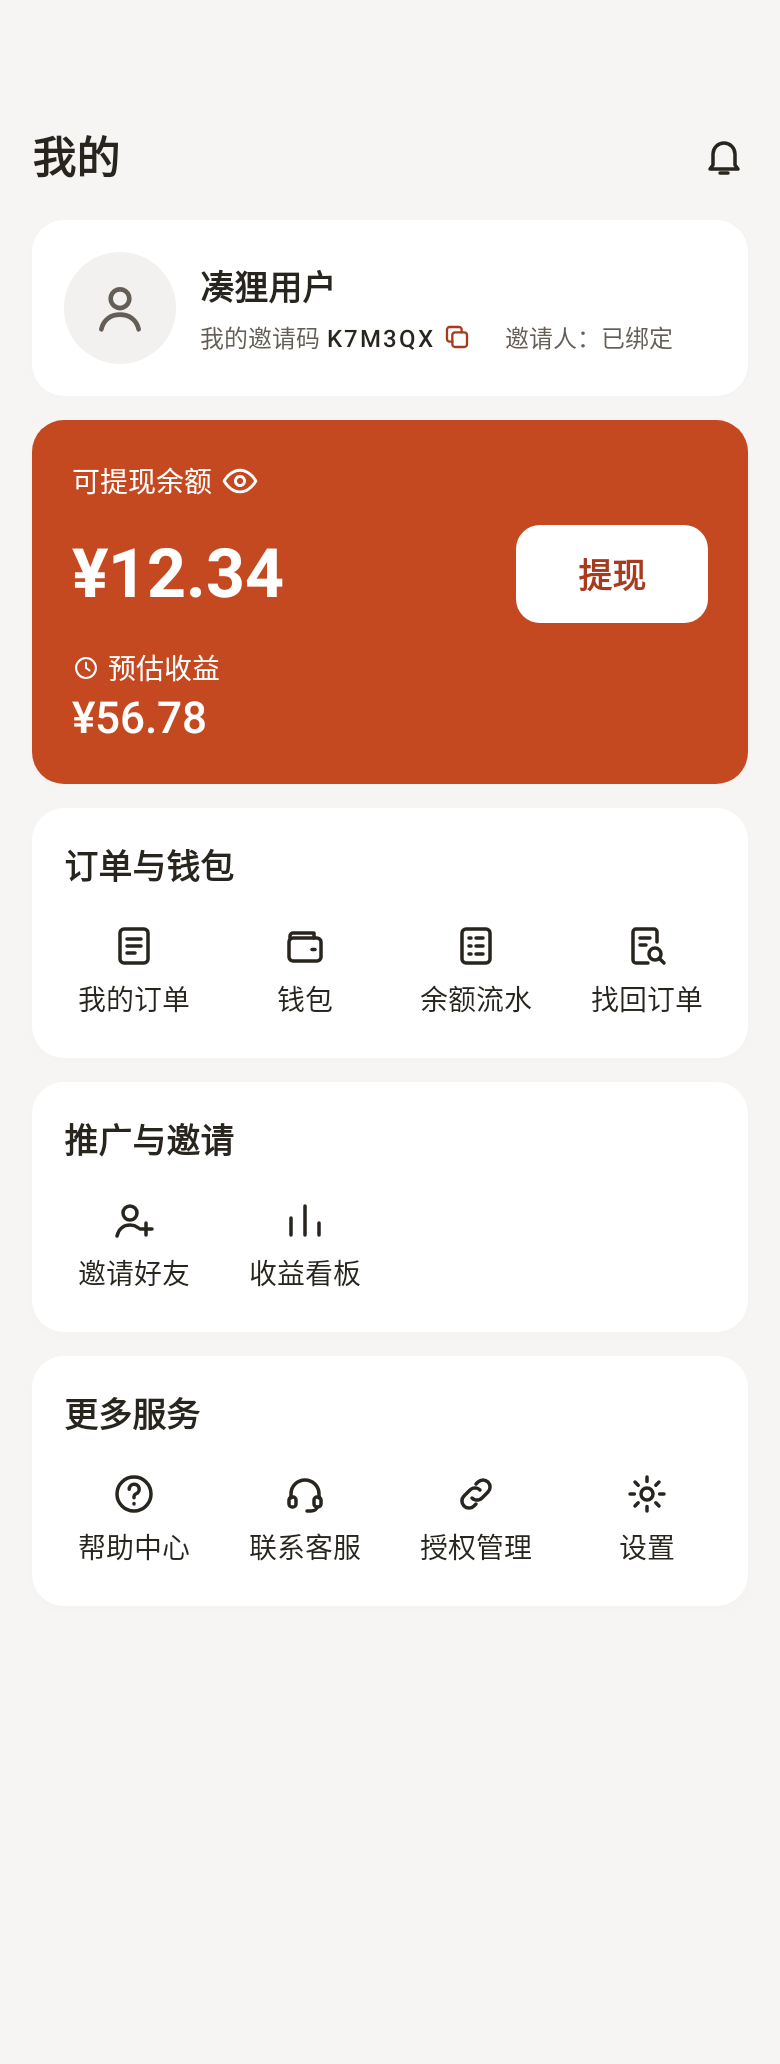 我的
凑狸用户
我的邀请码 K7M3QX 邀请人：已绑定
可提现余额
¥12.34
提现
预估收益
¥56.78
订单与钱包
我的订单 钱包 余额流水 找回订单
推广与邀请
邀请好友 收益看板
更多服务
帮助中心 联系客服 授权管理 设置